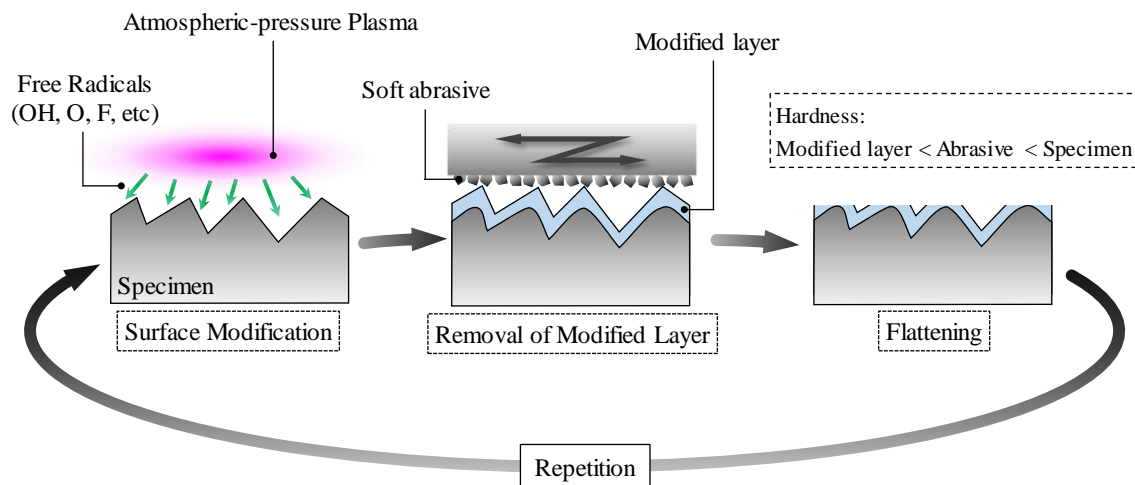 Atmospheric-pressure Plasma
Free Radicals
(OH, O, F, etc)
Specimen
Surface Modification
Modified layer
Soft abrasive
Removal of Modified Layer
Hardness:
Modified layer < Abrasive < Specimen
Flattening
Repetition